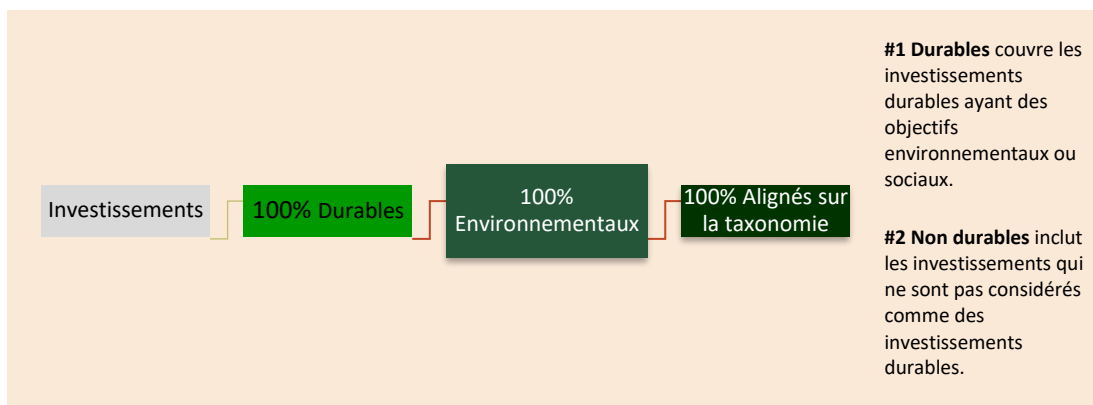 Investissements
100% Durables
100%
Environnementaux
100% Alignés sur
la taxonomie
#1 Durables couvre les
investissements
durables ayant des
objectifs
environnementaux ou
sociaux.
#2 Non durables inclut
les investissements qui
ne sont pas considérés
comme des
investissements
durables.